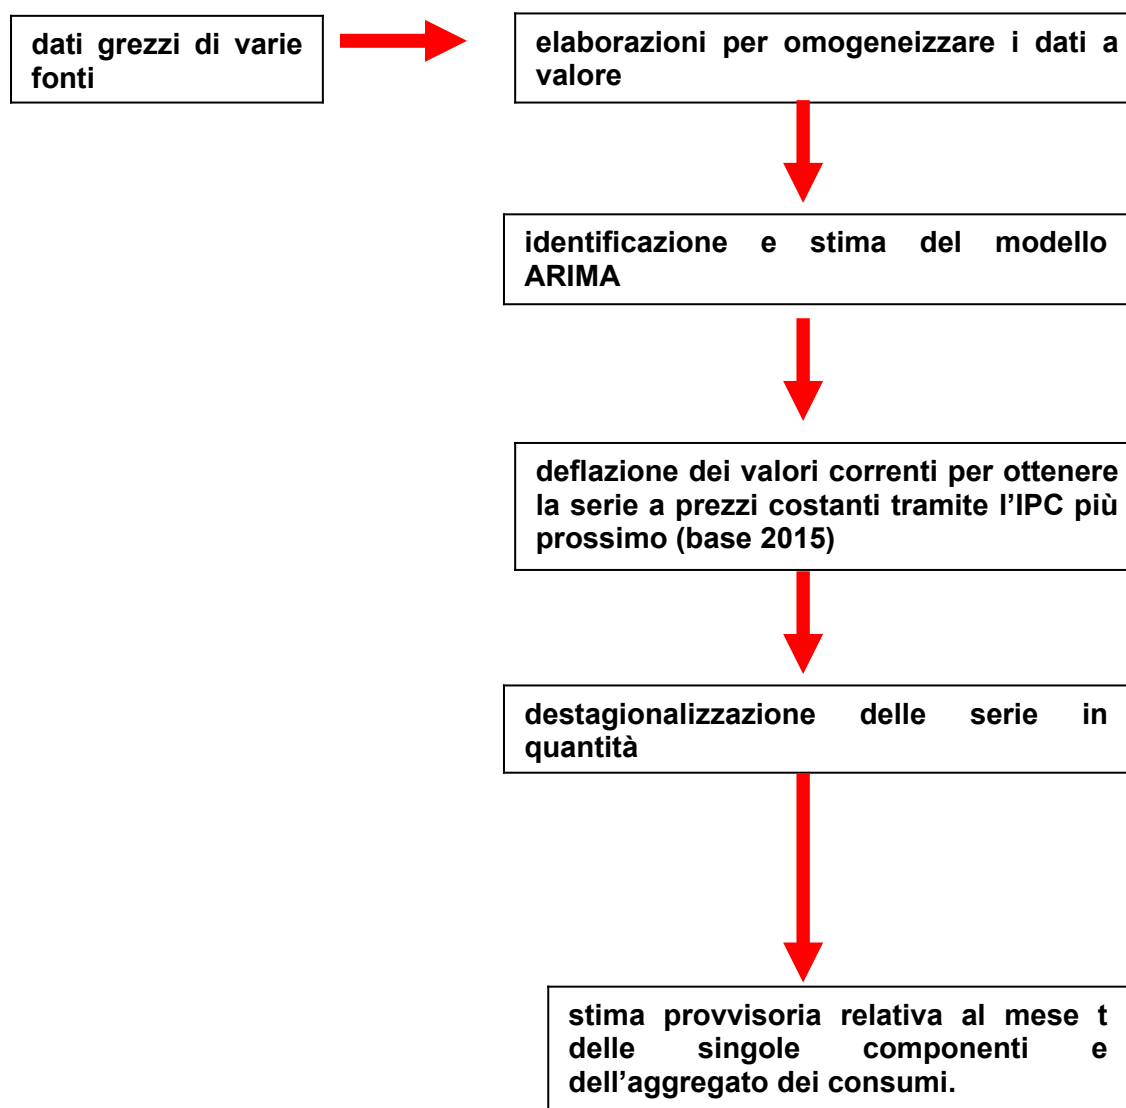 dati grezzi di varie
fonti
elaborazioni per omogeneizzare i dati a
valore
identificazione e stima del modello
ARIMA
deflazione dei valori correnti per ottenere
la serie a prezzi costanti tramite l’IPC più
prossimo (base 2015)
destagionalizzazione delle serie in
quantità
stima provvisoria relativa al mese t
delle singole componenti e
dell’aggregato dei consumi.